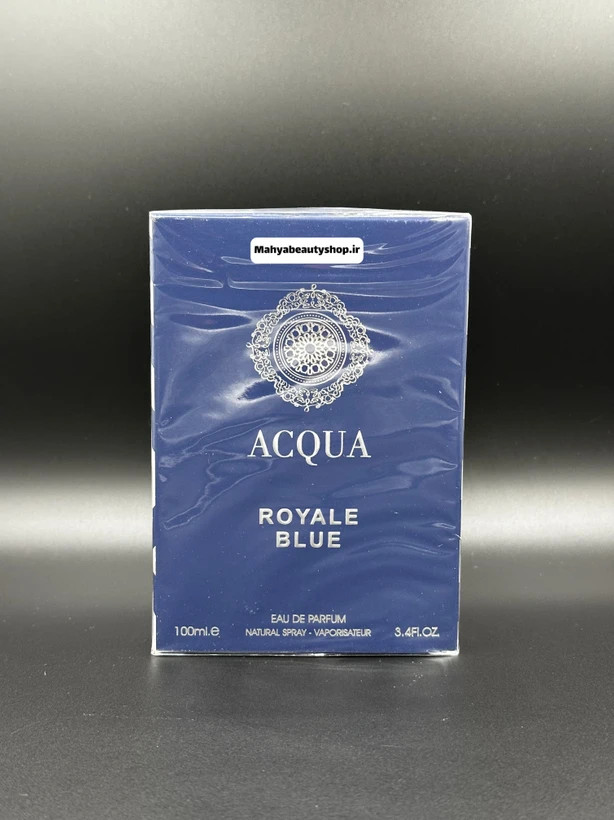 Mahyabeautyshop.ir
ACQUA
ROYALE
BLUE
EAU DE PARFUM
100ml.e NATURAL SPRAY - VAPORISATEUR 3.4Fl.OZ.